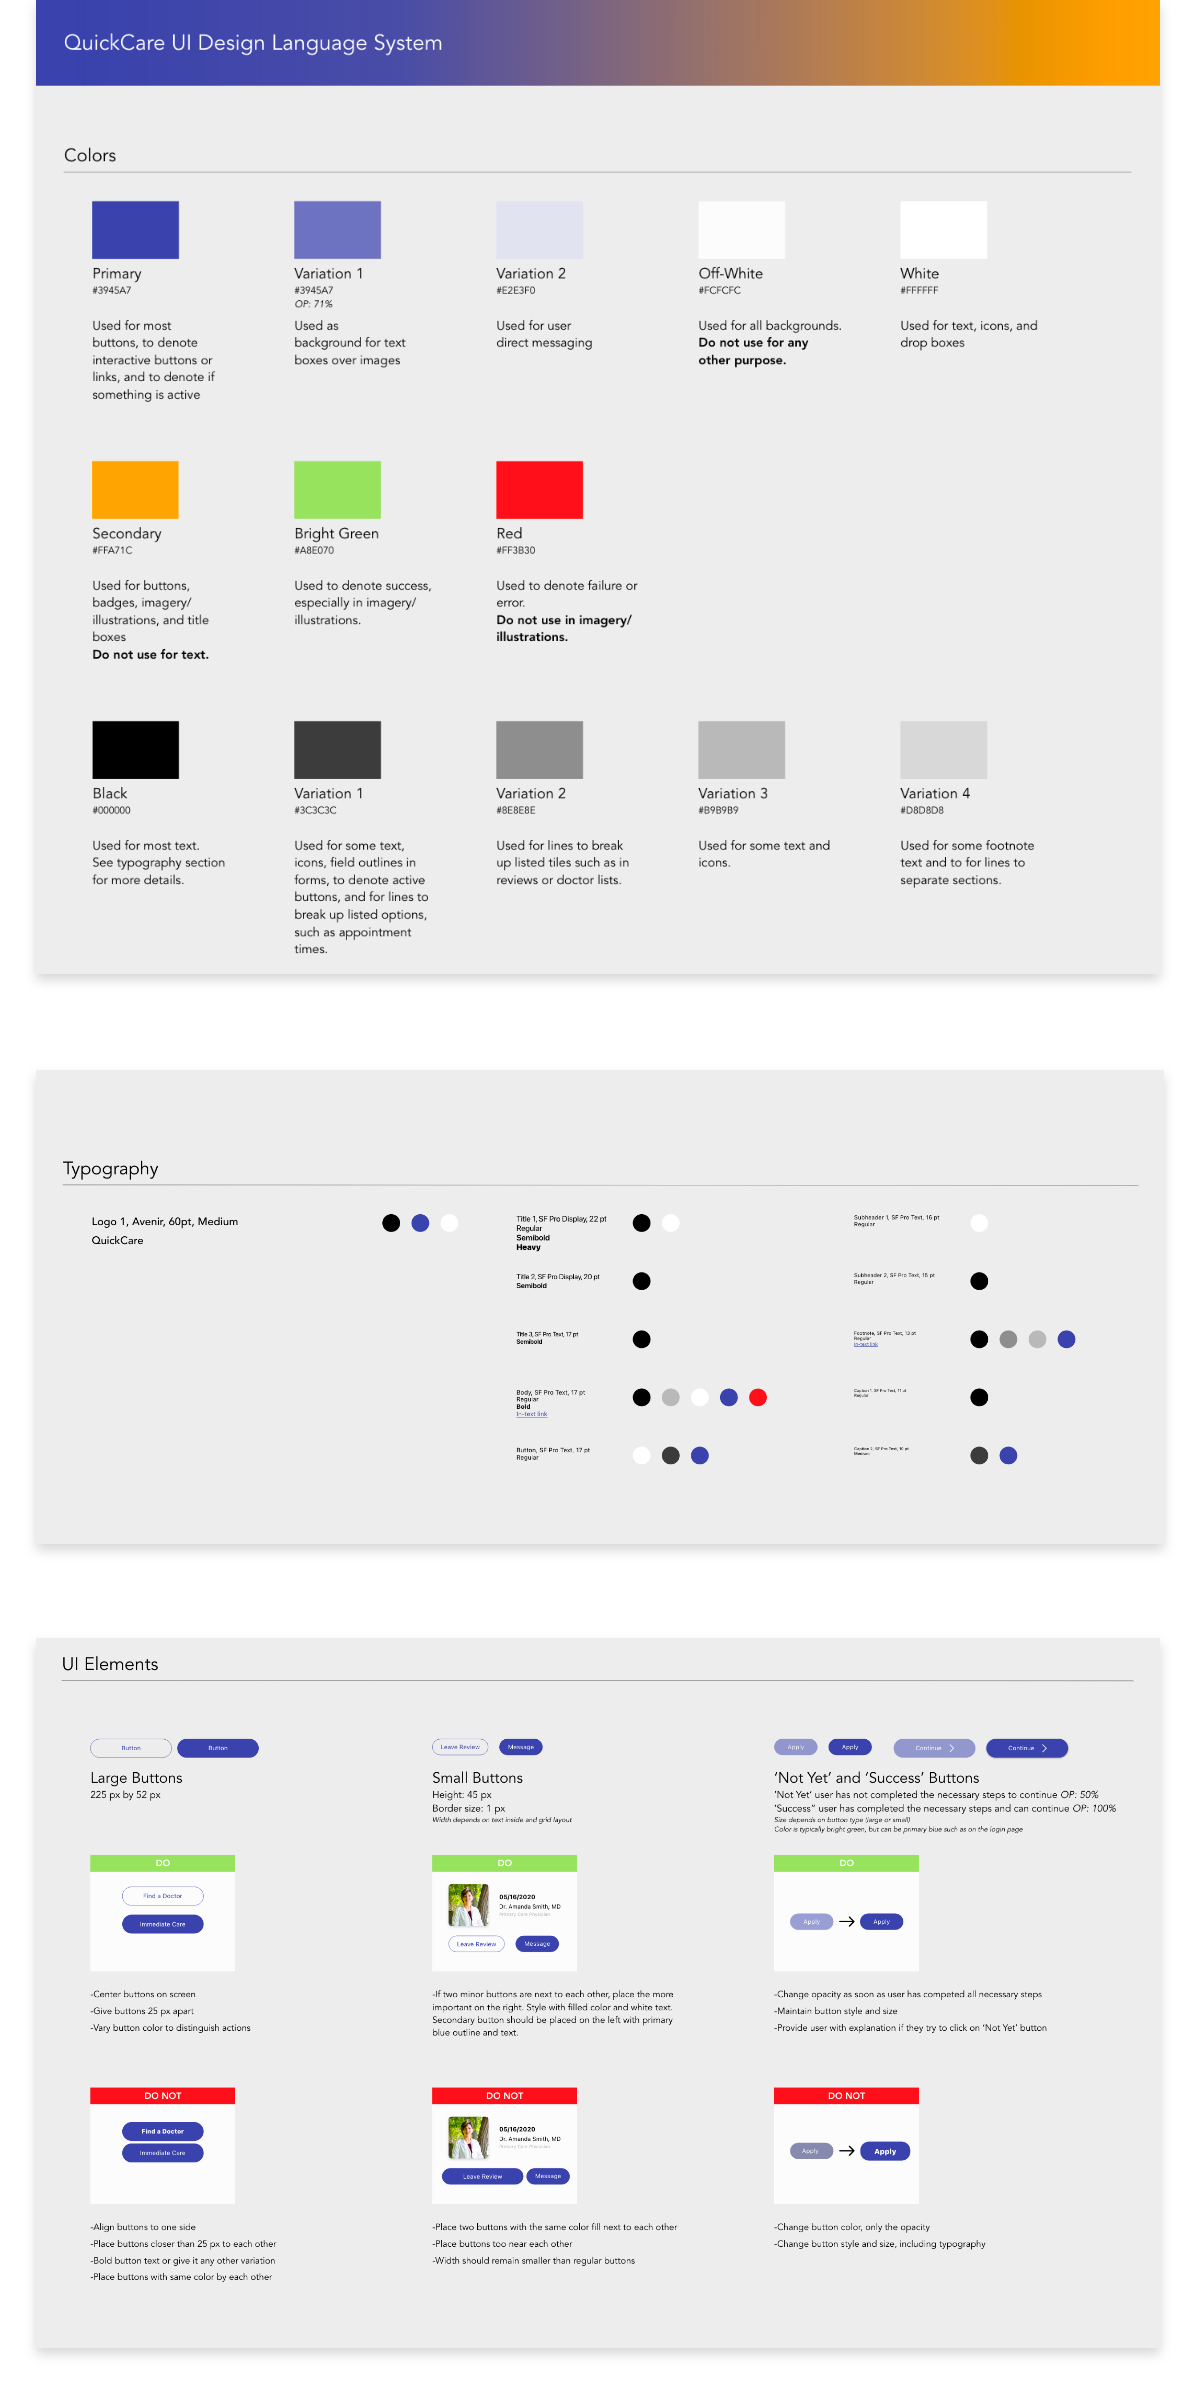 QuickCare UI Design Language System
Colors
Primary
#3945A7
Used for most
buttons, to denote
interactive buttons or
links, and to denote if
something is active
Variation 1
#3945A7
OP: 71%
Used as
background for text
boxes over images
Variation 2
#E2E3F0
Used for user
direct messaging
Off-White
#FCFCFC
Used for all backgrounds.
Do not use for any
other purpose.
White
#FFFFFF
Used for text, icons, and
drop boxes
Secondary
#FFA71C
Used for buttons,
badges, imagery/
illustrations, and title
boxes
Do not use for text.
Bright Green
#A8E070
Used to denote success,
especially in imagery/
illustrations.
Red
#FF3B30
Used to denote failure or
error.
Do not use in imagery/
illustrations.
Black
#000000
Used for most text.
See typography section
for more details.
Variation 1
#3C3C3C
Used for some text,
icons, field outlines in
forms, to denote active
buttons, and for lines to
break up listed options,
such as appointment
times.
Variation 2
#8E8E8E
Used for lines to break
up listed tiles such as in
reviews or doctor lists.
Variation 3
#B9B9B9
Used for some text and
icons.
Variation 4
#D8D8D8
Used for some footnote
text and to for lines to
separate sections.
Typography
Logo 1, Avenir, 60pt, Medium
QuickCare
Title 1, SF Pro Display, 22 pt
Regular
Semibold
Heavy
Title 2, SF Pro Display, 20 pt
Semibold
Title 3, SF Pro Text, 17 pt
Semibold
Body, SF Pro Text, 17 pt
Regular
Bold
In-text link
Button, SF Pro Text, 17 pt
Regular
Subheader 1, SF Pro Text, 16 pt
Regular
Subheader 2, SF Pro Text, 15 pt
Regular
Footnote, SF Pro Text, 13 pt
Regular
In-text link
Caption 1, SF Pro Text, 11 pt
Regular
Caption 2, SF Pro Text, 10 pt
Medium
UI Elements
Button
Button
Large Buttons
225 px by 52 px
DO
Find a Doctor
Immediate Care
-Center buttons on screen
-Give buttons 25 px apart
-Vary button color to distinguish actions
DO NOT
Find a Doctor
Immediate Care
-Align buttons to one side
-Place buttons closer than 25 px to each other
-Bold button text or give it any other variation
-Place buttons with same color by each other
Leave Review
Message
Small Buttons
Height: 45 px
Border size: 1 px
Width depends on text inside and grid layout
DO
05/16/2020
Dr. Amanda Smith, MD
Primary Care Physician
Leave Review
Message
-If two minor buttons are next to each other, place the more
important on the right. Style with filled color and white text.
Secondary button should be placed on the left with primary
blue outline and text.
DO NOT
05/16/2020
Dr. Amanda Smith, MD
Primary Care Physician
Leave Review
Message
-Place two buttons with the same color fill next to each other
-Place buttons too near each other
-Width should remain smaller than regular buttons
Apply
Apply
Continue
Continue
‘Not Yet’ and ‘Success’ Buttons
‘Not Yet’ user has not completed the necessary steps to continue OP: 50%
‘Success” user has completed the necessary steps and can continue OP: 100%
Size depends on button type (large or small)
Color is typically bright green, but can be primary blue such as on the login page
DO
Apply
Apply
-Change opacity as soon as user has competed all necessary steps
-Maintain button style and size
-Provide user with explanation if they try to click on ‘Not Yet’ button
DO NOT
Apply
Apply
-Change button color, only the opacity
-Change button style and size, including typography